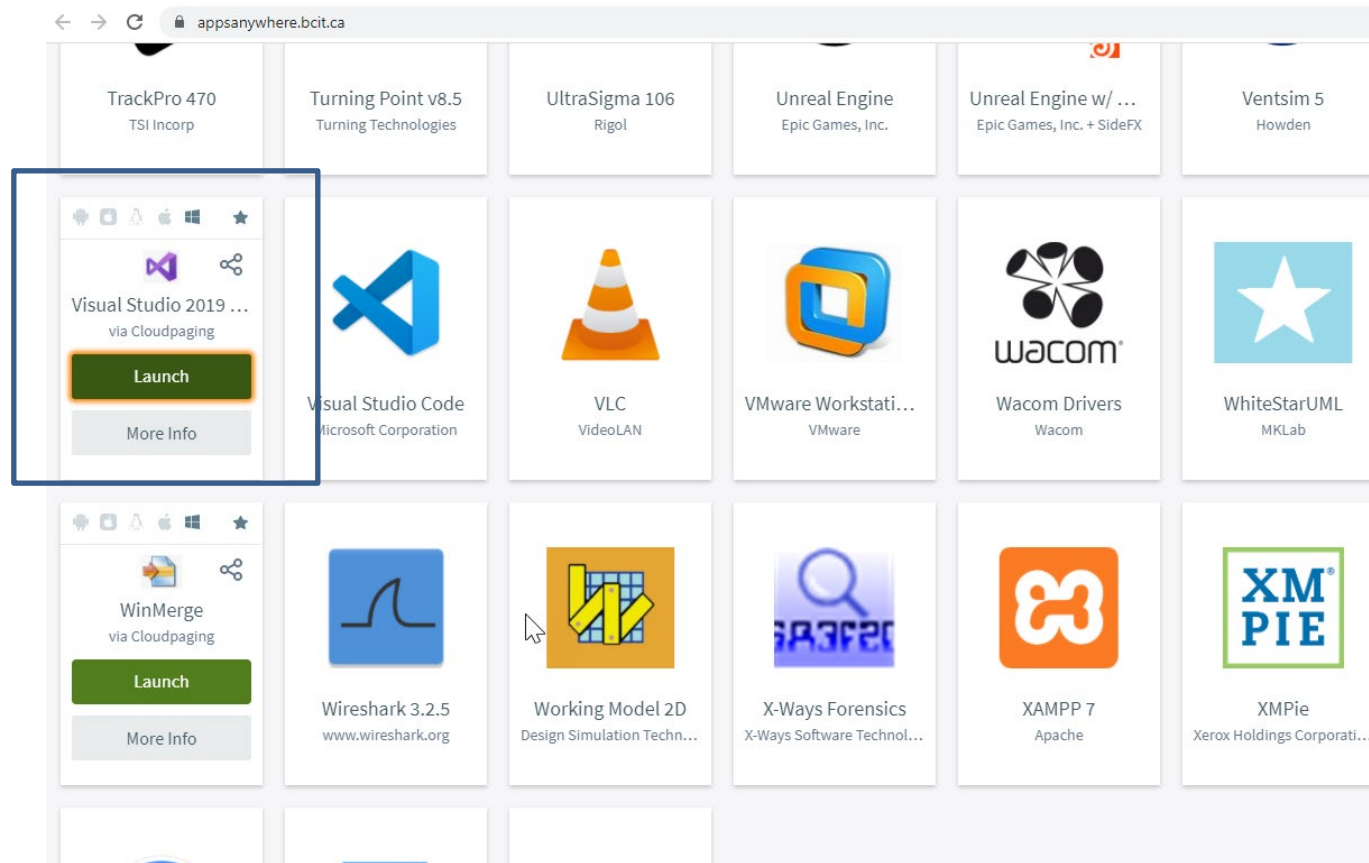 appsanywhere.bcit.ca
TrackPro 470
TSI Incorp
Turning Point v8.5
Turning Technologies
UltraSigma 106
Rigol
Unreal Engine
Epic Games, Inc.
Unreal Engine w/ ...
Epic Games, Inc. + SideFX
Ventsim 5
Howden
Visual Studio 2019 ...
via Cloudpaging
Launch
More Info
Visual Studio Code
Microsoft Corporation
VLC
VideoLAN
VMware Workstati...
VMware
wacom
Wacom Drivers
Wacom
WhiteStarUML
MKLab
WinMerge
via Cloudpaging
Launch
More Info
Wireshark 3.2.5
www.wireshark.org
Working Model 2D
Design Simulation Techn...
X-Ways Forensics
X-Ways Software Technol...
XAMPP 7
Apache
XM
PIE
XMPie
Xerox Holdings Corporati...